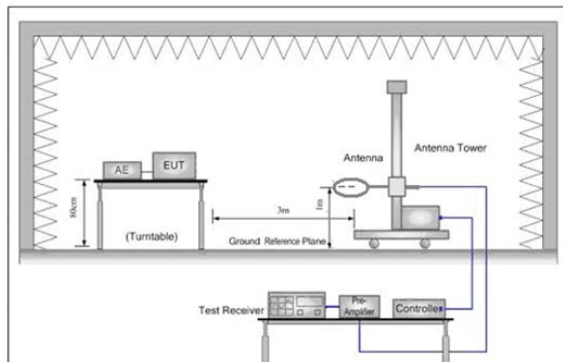 AE
EUT
80cm
(Turntable)
3m
1m
Ground Reference Plane
Antenna
Antenna Tower
Test Receiver
Pre-
Amplifier
Controller